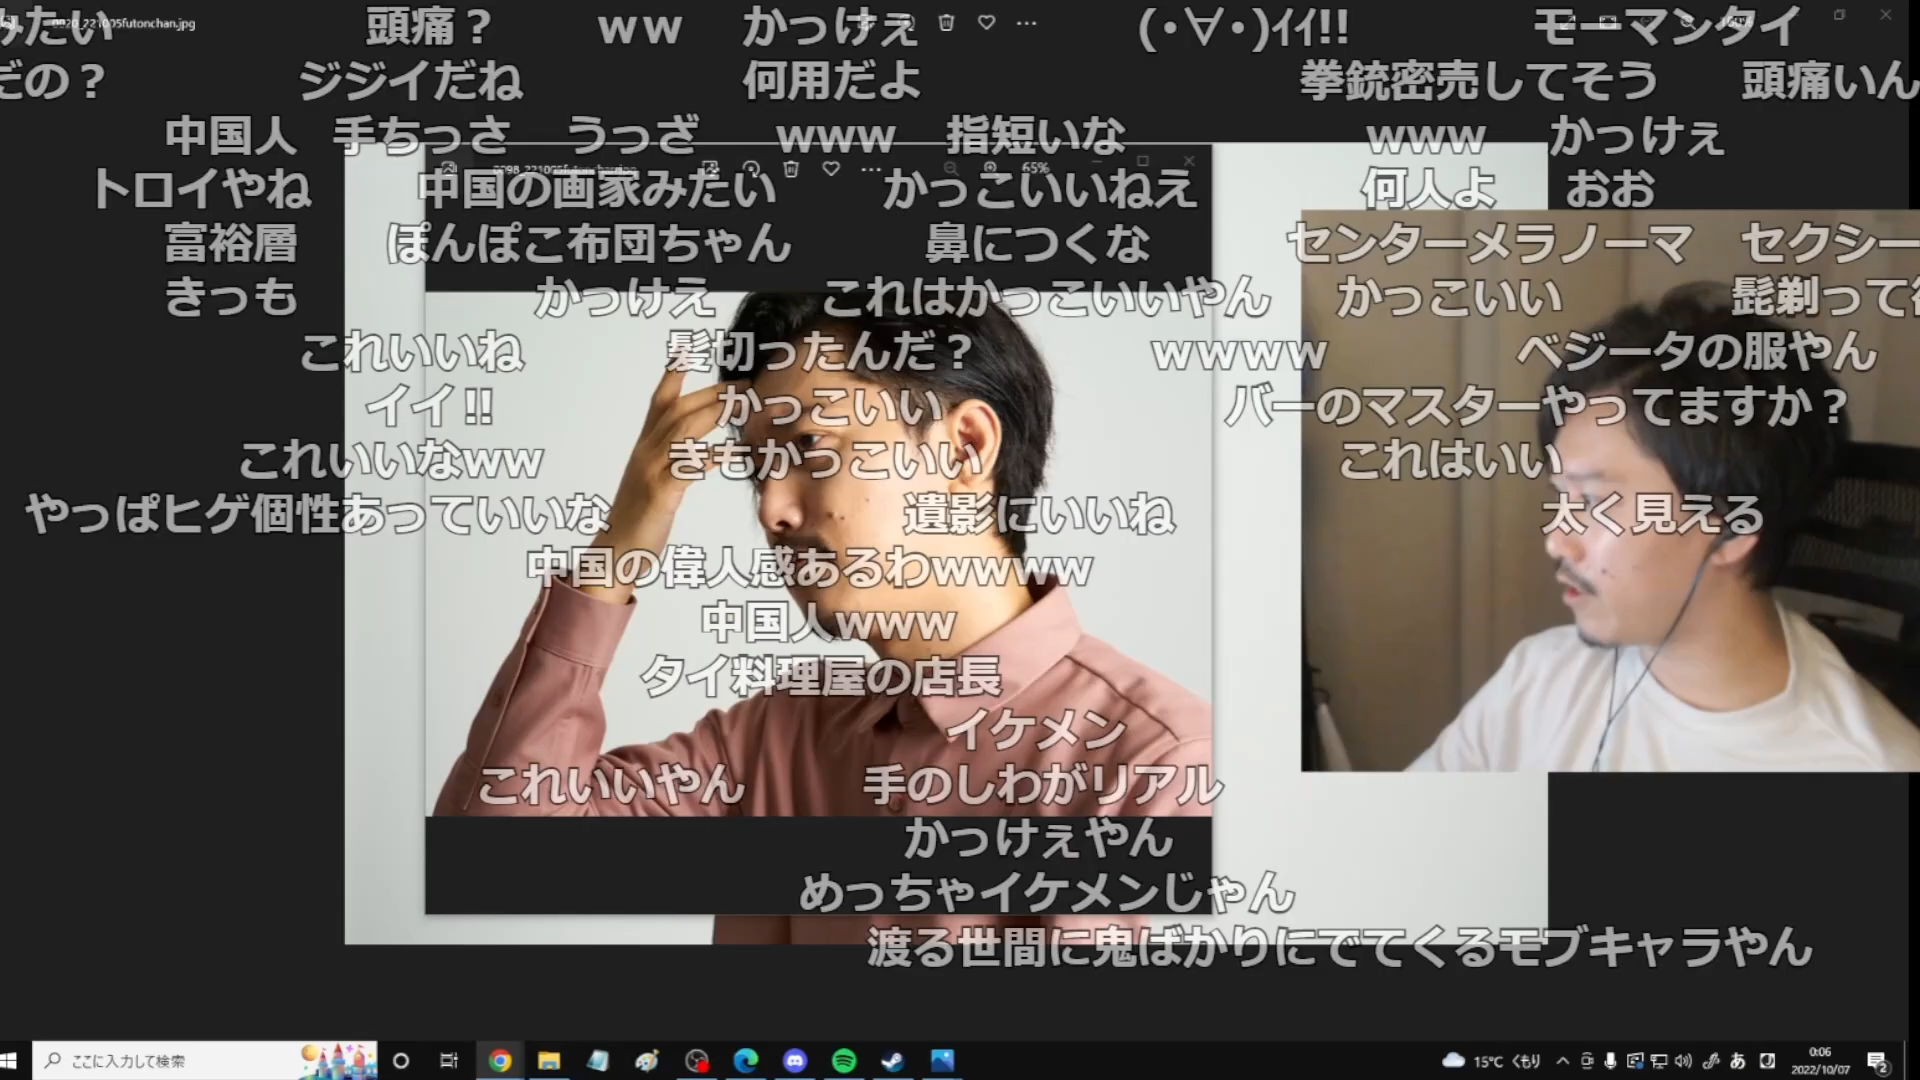 みたい　頭痛？　ww　かっけぇ　(・∀・)イイ!!　モーマンタイ
だの？　ジジイだね　何用だよ　拳銃密売してそう　頭痛いん
中国人　手ちっさ　うっざ　www　指短いな　www　かっけぇ
65%
トロイやね　中国の画家みたい　かっこいいねえ　何人よ　おお
富裕層　ぽんぽこ布団ちゃん　鼻につくな　センターメラノーマ　セクシー
きっも　かっけえ　これはかっこいいやん　かっこいい　髭剃って
これいいね　髪切ったんだ？　wwww　ベジータの服やん
イイ!!　かっこいい　バーのマスターやってますか？
これいいなww　きもかっこいい　これはいい
やっぱヒゲ個性あっていいな　遺影にいいね　太く見える
中国の偉人感あるわwwww
中国人www
タイ料理屋の店長
イケメン
これいいやん　手のしわがリアル
かっけぇやん
めっちゃイケメンじゃん
渡る世間に鬼ばかりにでてくるモブキャラやん
ここに入力して検索　15℃ くもり　あ　0:06
2022/10/07　2